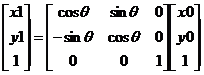 [x1] = [cosθ sinθ 0] [x0]
[y1] = [−sinθ cosθ 0] [y0]
[1] = [0 0 1] [1]